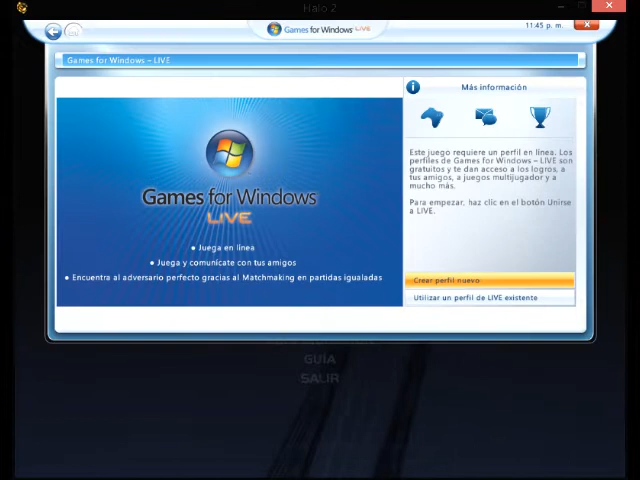 Halo 2
Games for Windows LIVE
11:45 p. m.
Games for Windows – LIVE
Más información
Este juego requiere un perfil en línea. Los
perfiles de Games for Windows – LIVE son
gratuitos y te dan acceso a los logros, a
tus amigos, a juegos multijugador y a
mucho más.
Para empezar, haz clic en el botón Unirse
a LIVE.
Games for Windows
LIVE
• Juega en línea
• Juega y comunícate con tus amigos
• Encuentra al adversario perfecto gracias al Matchmaking en partidas igualadas
Crear perfil nuevo
Utilizar un perfil de LIVE existente
GUÍA
SALIR